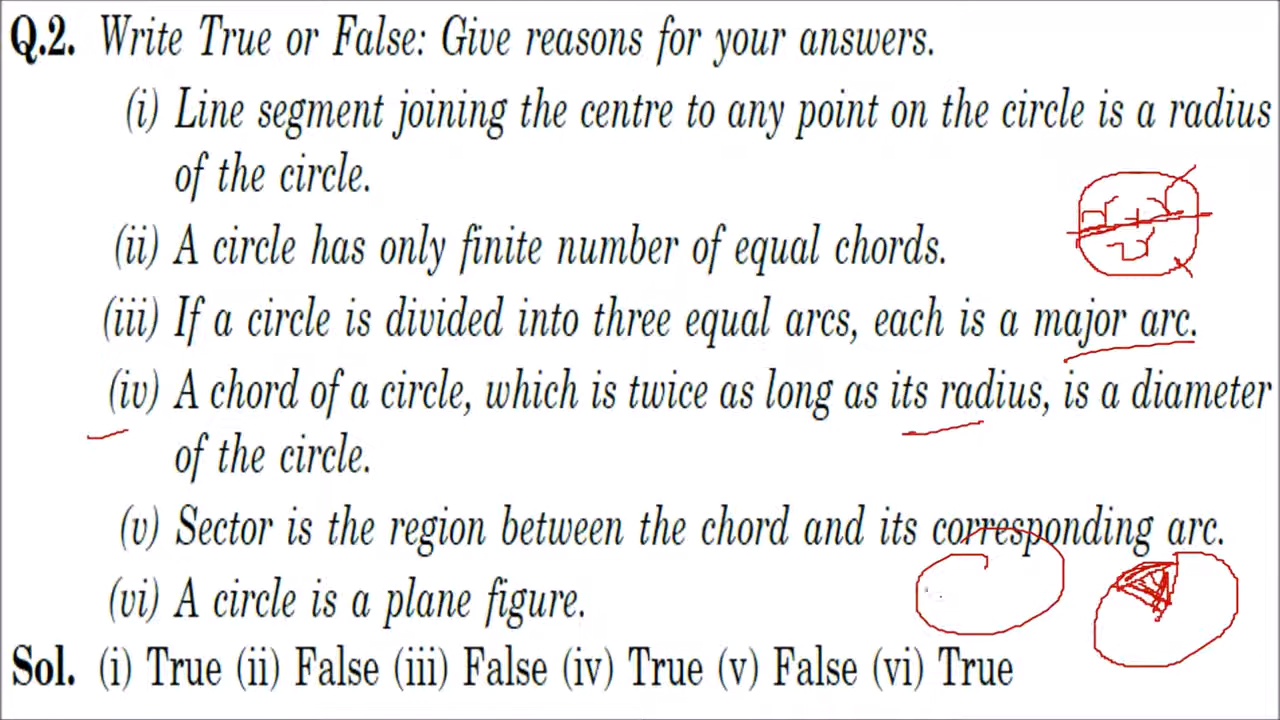 Q.2. Write True or False: Give reasons for your answers.
(i) Line segment joining the centre to any point on the circle is a radius
of the circle.
(ii) A circle has only finite number of equal chords.
(iii) If a circle is divided into three equal arcs, each is a major arc.
(iv) A chord of a circle, which is twice as long as its radius, is a diameter
of the circle.
(v) Sector is the region between the chord and its corresponding arc.
(vi) A circle is a plane figure.
Sol. (i) True (ii) False (iii) False (iv) True (v) False (vi) True